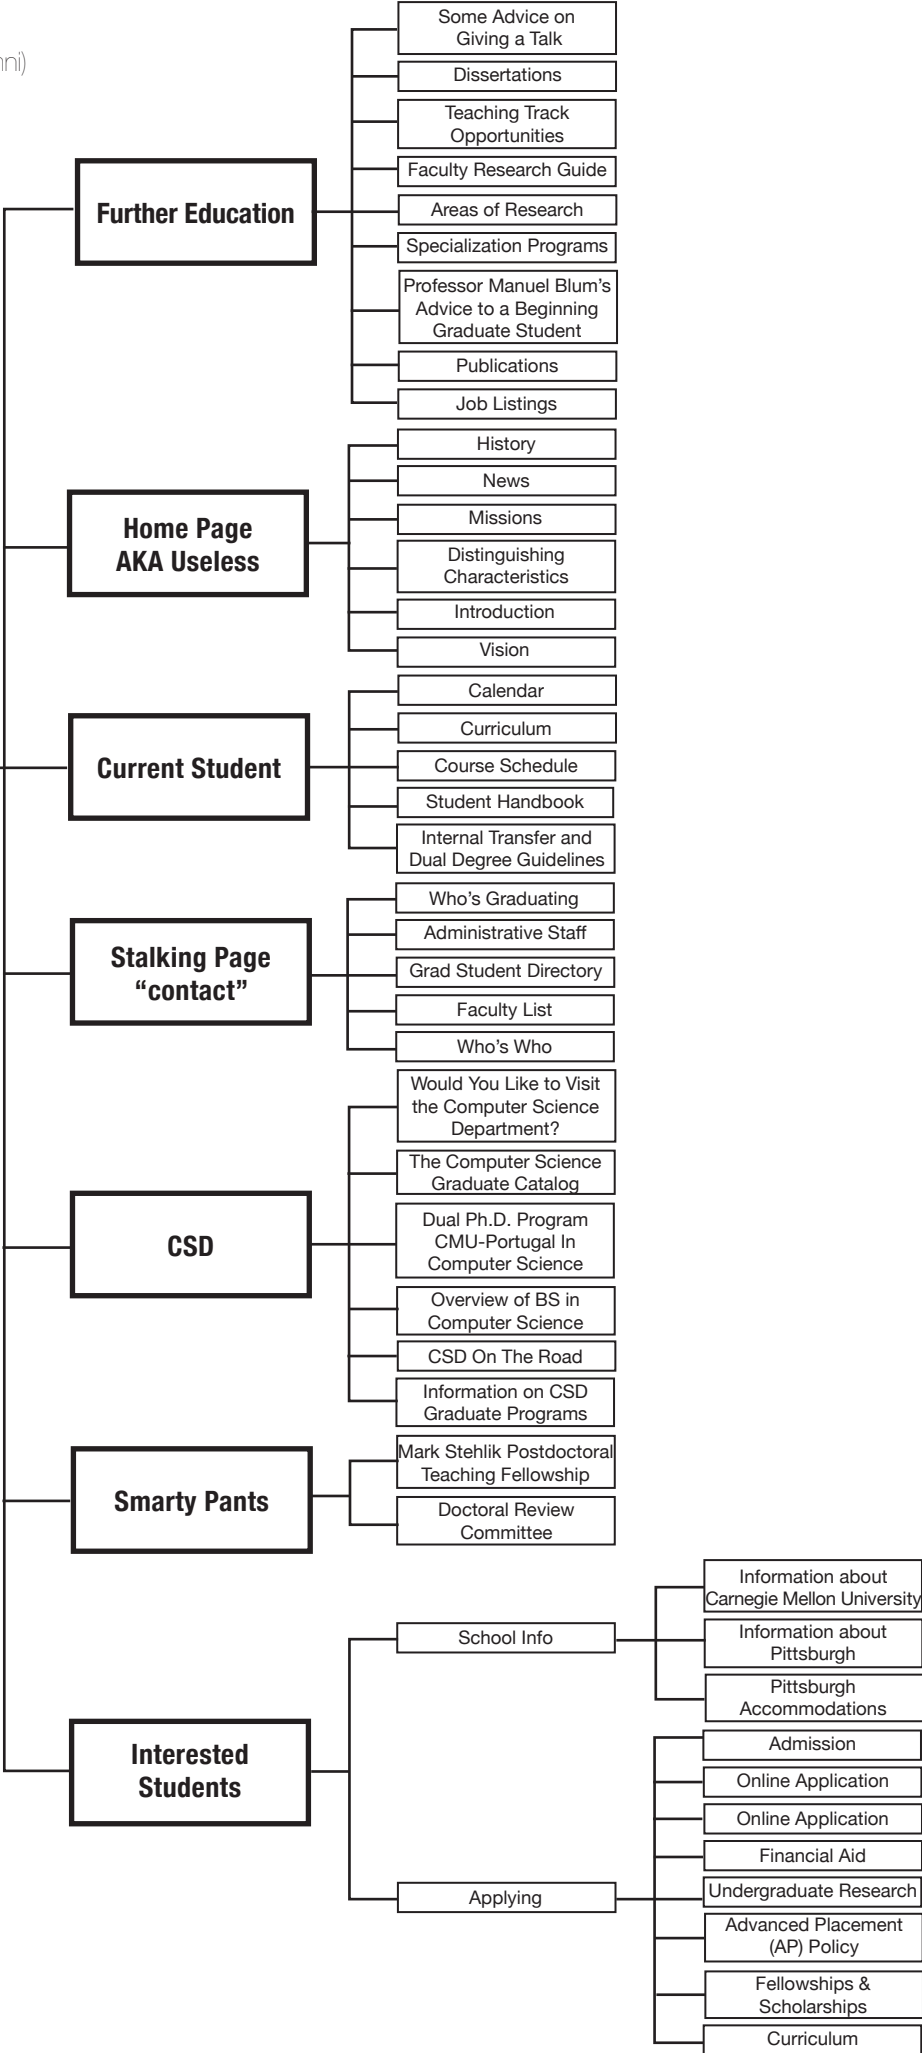 nni)
Further Education
Some Advice on
Giving a Talk
Dissertations
Teaching Track
Opportunities
Faculty Research Guide
Areas of Research
Specialization Programs
Professor Manuel Blum’s
Advice to a Beginning
Graduate Student
Publications
Job Listings
Home Page
AKA Useless
History
News
Missions
Distinguishing
Characteristics
Introduction
Vision
Current Student
Calendar
Curriculum
Course Schedule
Student Handbook
Internal Transfer and
Dual Degree Guidelines
Stalking Page
“contact”
Who’s Graduating
Administrative Staff
Grad Student Directory
Faculty List
Who’s Who
CSD
Would You Like to Visit
the Computer Science
Department?
The Computer Science
Graduate Catalog
Dual Ph.D. Program
CMU-Portugal In
Computer Science
Overview of BS in
Computer Science
CSD On The Road
Information on CSD
Graduate Programs
Smarty Pants
Mark Stehlik Postdoctoral
Teaching Fellowship
Doctoral Review
Committee
Interested
Students
School Info
Information about
Carnegie Mellon University
Information about
Pittsburgh
Pittsburgh
Accommodations
Applying
Admission
Online Application
Online Application
Financial Aid
Undergraduate Research
Advanced Placement
(AP) Policy
Fellowships &
Scholarships
Curriculum